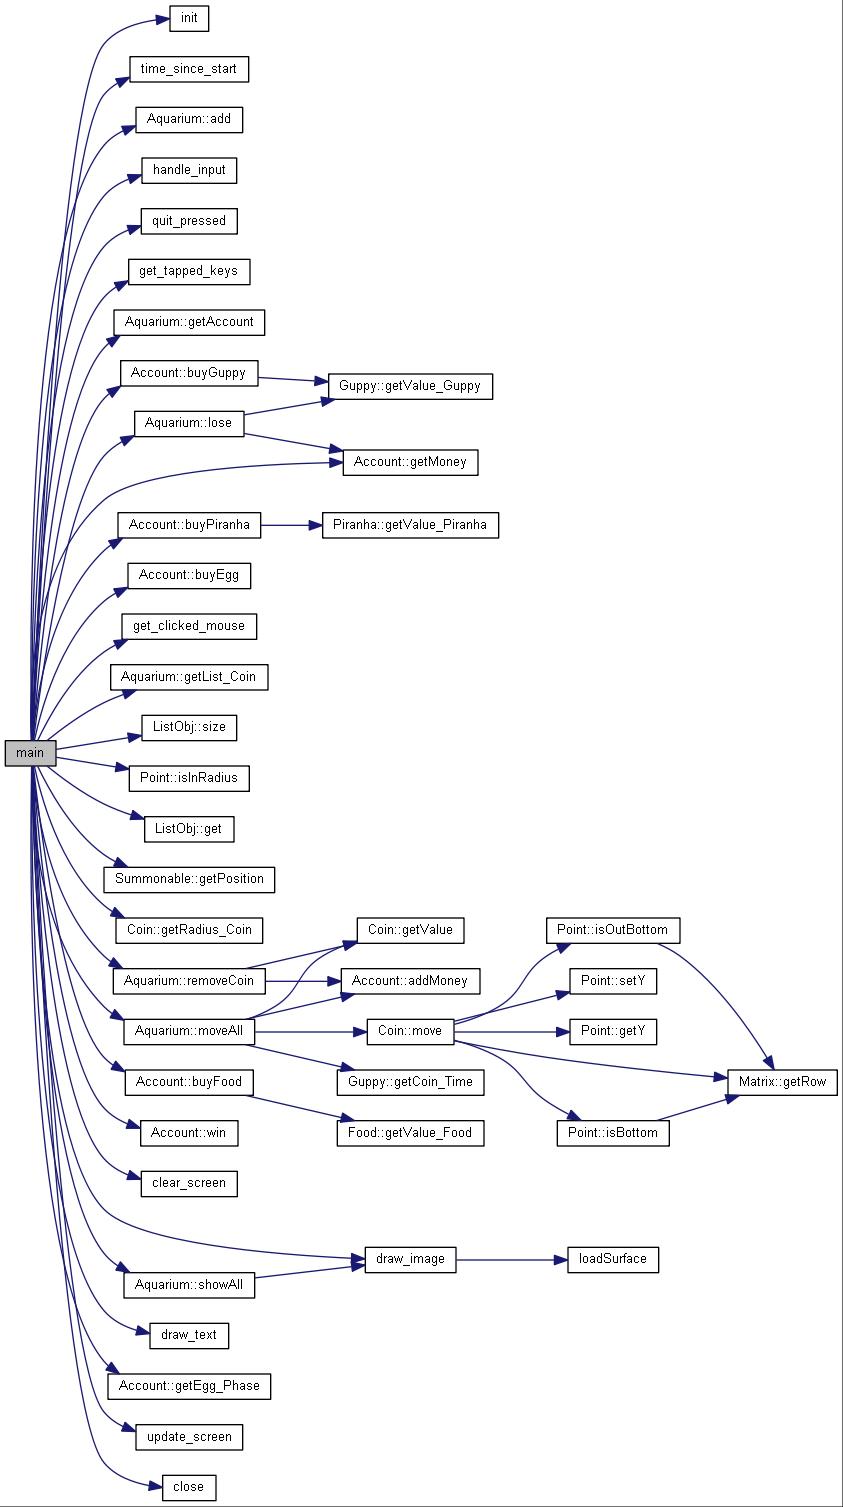 init
time_since_start
Aquarium::add
handle_input
quit_pressed
get_tapped_keys
Aquarium::getAccount
Account::buyGuppy
Guppy::getValue_Guppy
Aquarium::lose
Account::getMoney
Account::buyPiranha
Piranha::getValue_Piranha
Account::buyEgg
get_clicked_mouse
Aquarium::getList_Coin
ListObj::size
main
Point::isInRadius
ListObj::get
Summonable::getPosition
Coin::getRadius_Coin
Coin::getValue
Point::isOutBottom
Aquarium::removeCoin
Account::addMoney
Point::setY
Aquarium::moveAll
Coin::move
Point::getY
Account::buyFood
Guppy::getCoin_Time
Matrix::getRow
Account::win
Food::getValue_Food
Point::isBottom
clear_screen
draw_image
loadSurface
Aquarium::showAll
draw_text
Account::getEgg_Phase
update_screen
close